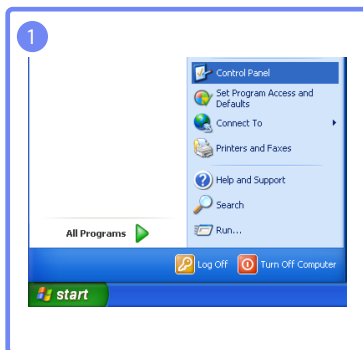 1
Control Panel
Set Program Access and
Defaults
Connect To
Printers and Faxes
Help and Support
Search
Run...
All Programs
Log Off Turn Off Computer
start